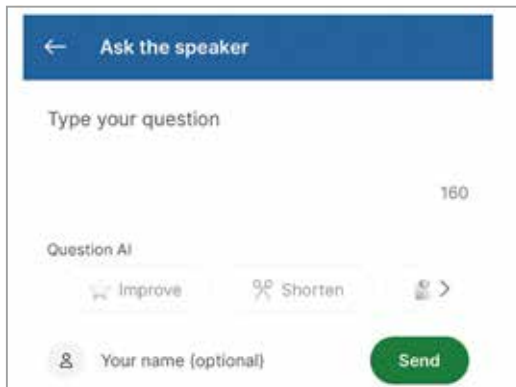 Ask the speaker
Type your question
160
Question AI
Improve Shorten
Your name (optional) Send